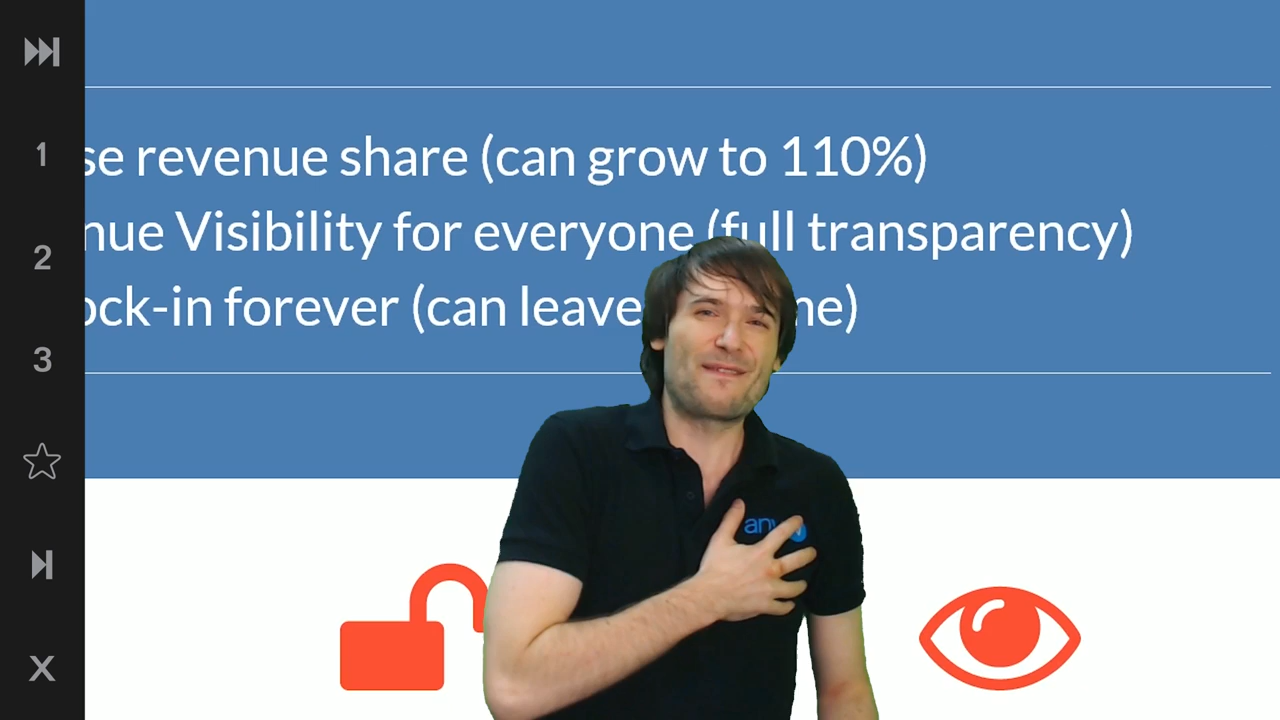 1
2
3
X
se revenue share (can grow to 110%)
nue Visibility for everyone (full transparency)
ock-in forever (can leave
any